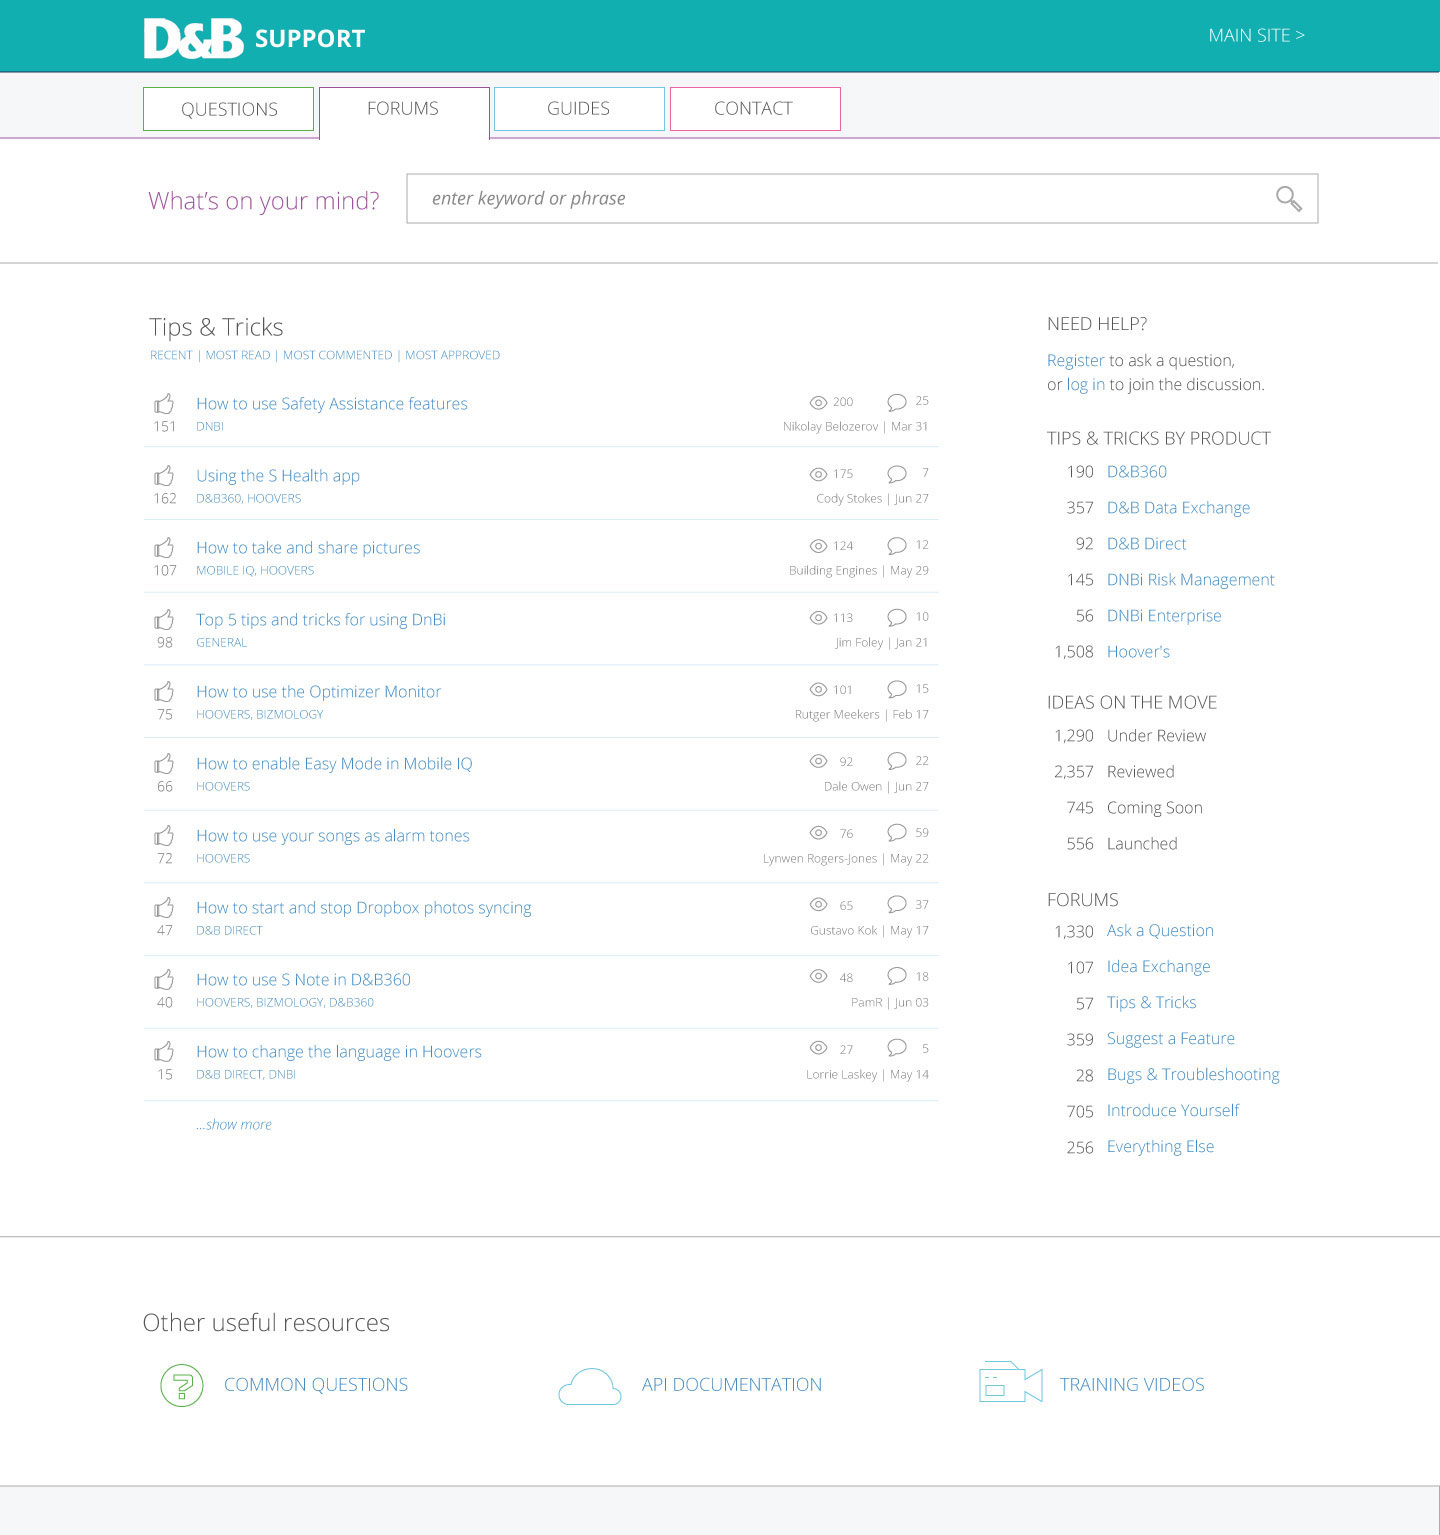 D&B SUPPORT
MAIN SITE >
QUESTIONS
FORUMS
GUIDES
CONTACT
What's on your mind?
enter keyword or phrase
Tips & Tricks
RECENT | MOST READ | MOST COMMENTED | MOST APPROVED
How to use Safety Assistance features
200 25
151 DNBI
Nikolay Belozerov | Mar 31
Using the S Health app
175 7
162 D&B360, HOOVERS
Cody Stokes | Jun 27
How to take and share pictures
124 12
107 MOBILE IQ, HOOVERS
Building Engines | May 29
Top 5 tips and tricks for using DnBi
113 10
98 GENERAL
Jim Foley | Jan 21
How to use the Optimizer Monitor
101 15
75 HOOVERS, BIZMOLOGY
Rutger Meekers | Feb 17
How to enable Easy Mode in Mobile IQ
92 22
66 HOOVERS
Dale Owen | Jun 27
How to use your songs as alarm tones
76 59
72 HOOVERS
Lynwen Rogers-Jones | May 22
How to start and stop Dropbox photos syncing
65 37
47 D&B DIRECT
Gustavo Kok | May 17
How to use S Note in D&B360
48 18
40 HOOVERS, BIZMOLOGY, D&B360
PamR | Jun 03
How to change the language in Hoovers
27 5
15 D&B DIRECT, DNBI
Lorrie Laskey | May 14
...show more
NEED HELP?
Register to ask a question,
or log in to join the discussion.
TIPS & TRICKS BY PRODUCT
190 D&B360
357 D&B Data Exchange
92 D&B Direct
145 DNBi Risk Management
56 DNBi Enterprise
1,508 Hoover's
IDEAS ON THE MOVE
1,290 Under Review
2,357 Reviewed
745 Coming Soon
556 Launched
FORUMS
1,330 Ask a Question
107 Idea Exchange
57 Tips & Tricks
359 Suggest a Feature
28 Bugs & Troubleshooting
705 Introduce Yourself
256 Everything Else
Other useful resources
COMMON QUESTIONS
API DOCUMENTATION
TRAINING VIDEOS